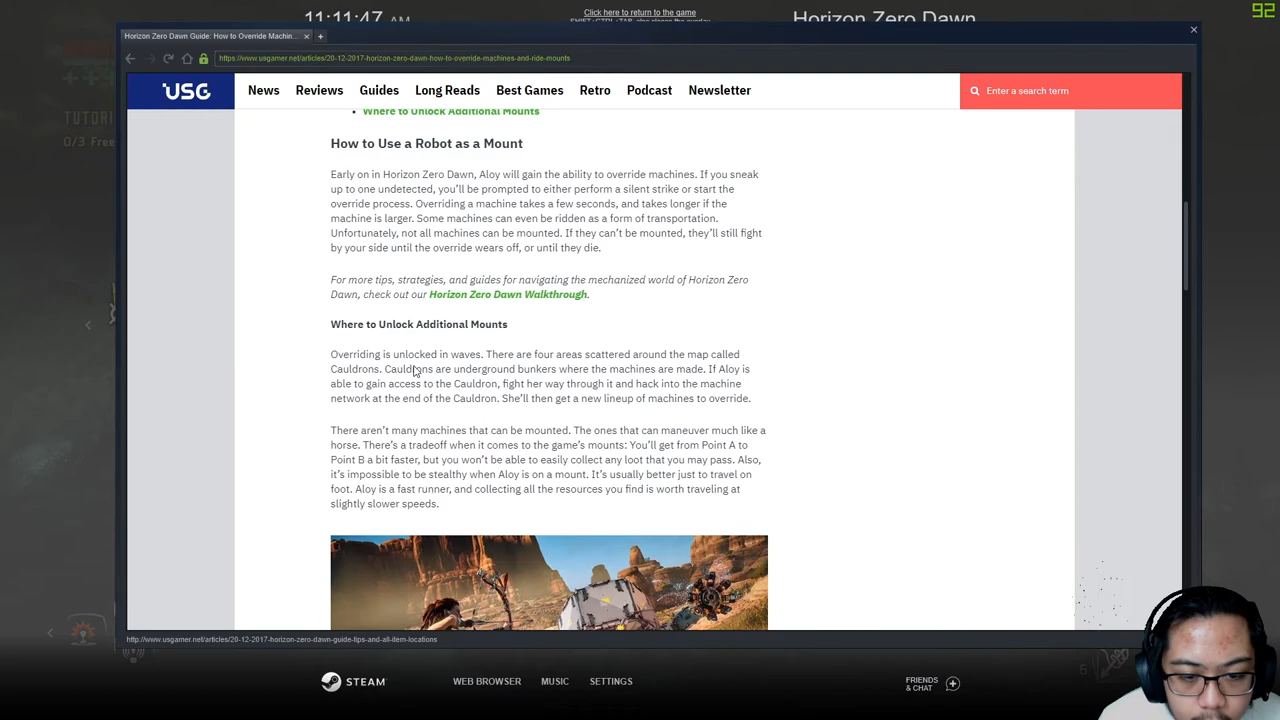 11:11:47 AM
Click here to return to the game
Horizon Zero Dawn
92
Horizon Zero Dawn Guide: How to Override Machin...
https://www.usgamer.net/articles/20-12-2017-horizon-zero-dawn-how-to-override-machines-and-ride-mounts
USG
News Reviews Guides Long Reads Best Games Retro Podcast Newsletter
Enter a search term
TUTORI
0/3 Free
Where to Unlock Additional Mounts
How to Use a Robot as a Mount
Early on in Horizon Zero Dawn, Aloy will gain the ability to override machines. If you sneak
up to one undetected, you'll be prompted to either perform a silent strike or start the
override process. Overriding a machine takes a few seconds, and takes longer if the
machine is larger. Some machines can even be ridden as a form of transportation.
Unfortunately, not all machines can be mounted. If they can't be mounted, they'll still fight
by your side until the override wears off, or until they die.
For more tips, strategies, and guides for navigating the mechanized world of Horizon Zero
Dawn, check out our Horizon Zero Dawn Walkthrough.
Where to Unlock Additional Mounts
Overriding is unlocked in waves. There are four areas scattered around the map called
Cauldrons. Cauldrons are underground bunkers where the machines are made. If Aloy is
able to gain access to the Cauldron, fight her way through it and hack into the machine
network at the end of the Cauldron. She'll then get a new lineup of machines to override.
There aren't many machines that can be mounted. The ones that can maneuver much like a
horse. There's a tradeoff when it comes to the game's mounts: You'll get from Point A to
Point B a bit faster, but you won't be able to easily collect any loot that you may pass. Also,
it's impossible to be stealthy when Aloy is on a mount. It's usually better just to travel on
foot. Aloy is a fast runner, and collecting all the resources you find is worth traveling at
slightly slower speeds.
http://www.usgamer.net/articles/20-12-2017-horizon-zero-dawn-guide-tips-and-all-item-locations
STEAM
WEB BROWSER MUSIC SETTINGS
FRIENDS
& CHAT
5